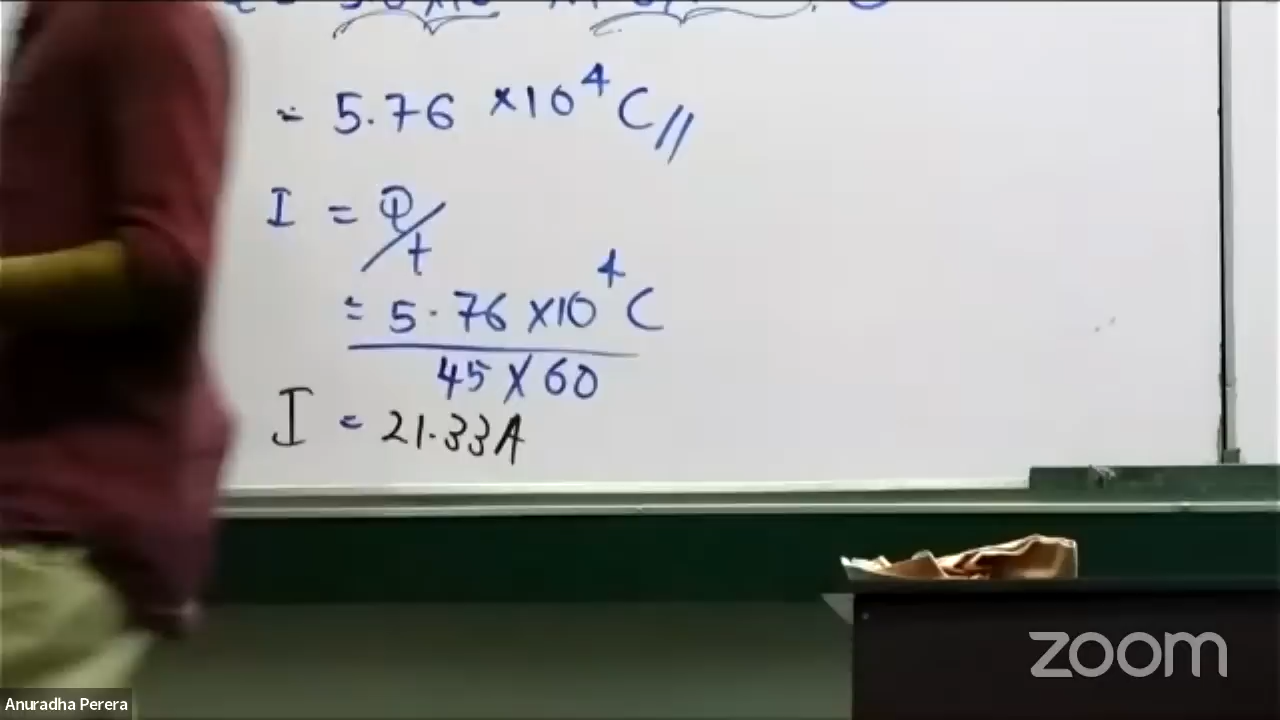 = 5.76 ×10⁴ C//
I = Q/t
= 5.76 ×10⁴ C
45 × 60
I = 21.33A
zoom
Anuradha Perera